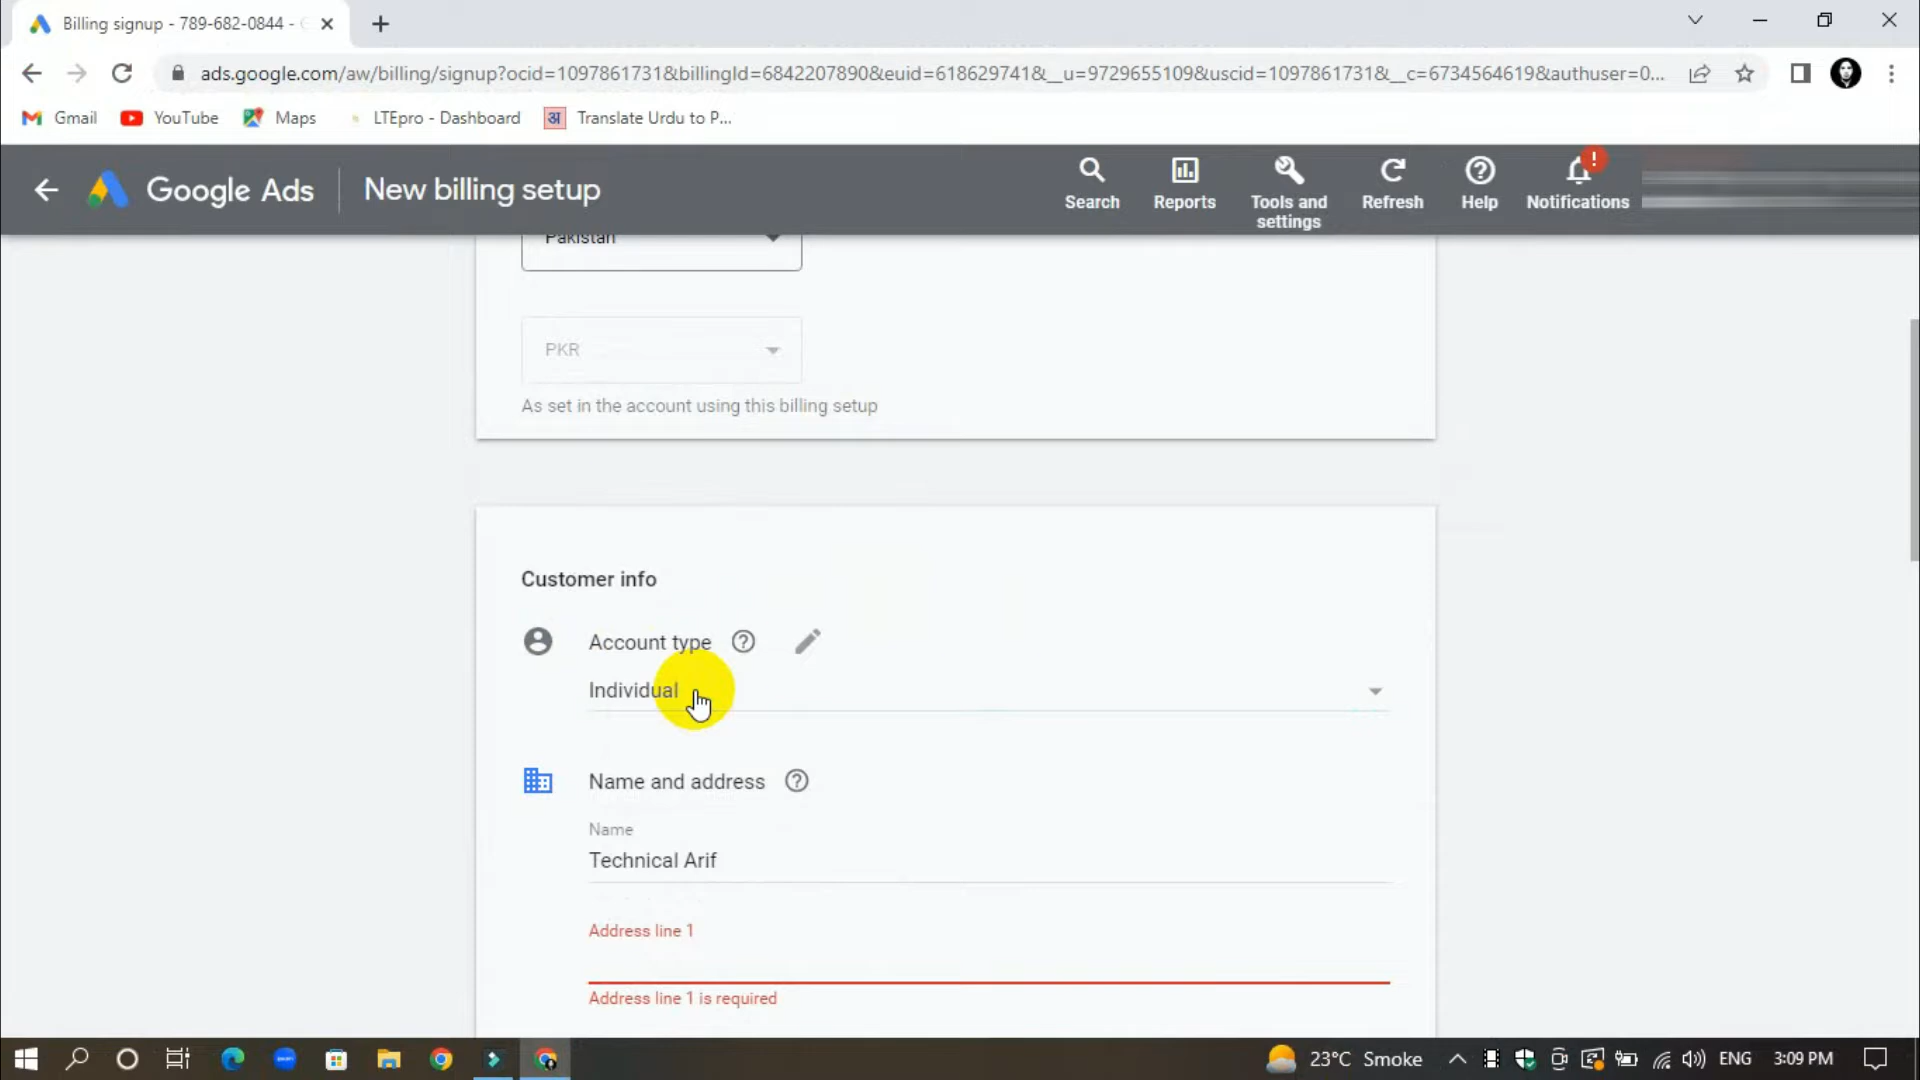 Billing signup - 789-682-0844 - G
ads.google.com/aw/billing/signup?ocid=1097861731&billingId=6842207890&euid=618629741&__u=9729655109&uscid=1097861731&__c=6734564619&authuser=0...
Gmail
YouTube
Maps
LTEpro - Dashboard
अ
Translate Urdu to P...
Google Ads
New billing setup
Search
Reports
Tools and
settings
Refresh
Help
!
Notifications
Pakistan
PKR
As set in the account using this billing setup
Customer info
Account type
Individual
Name and address
Name
Technical Arif
Address line 1
Address line 1 is required
23°C Smoke
ENG
3:09 PM